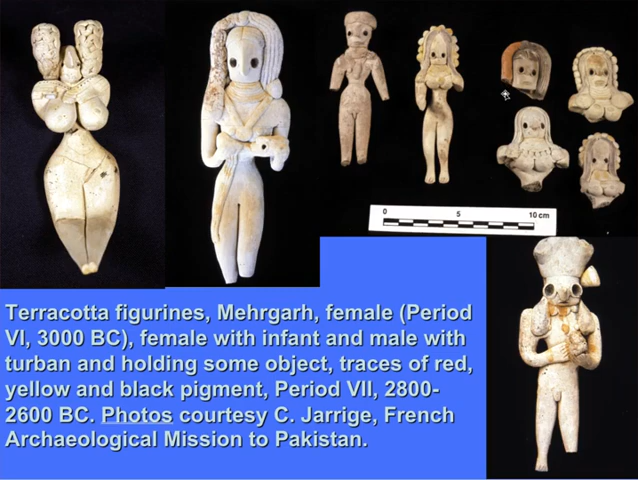 0 5 10 cm
Terracotta figurines, Mehrgarh, female (Period
VI, 3000 BC), female with infant and male with
turban and holding some object, traces of red,
yellow and black pigment, Period VII, 2800-
2600 BC. Photos courtesy C. Jarrige, French
Archaeological Mission to Pakistan.